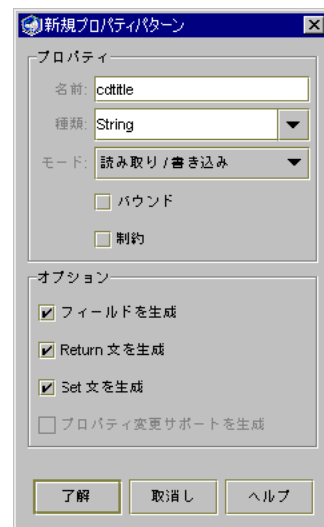 新規プロパティパターン
プロパティ
名前: cdtitle
種類: String
モード: 読み取り / 書き込み
バウンド
制約
オプション
フィールドを生成
Return 文を生成
Set 文を生成
プロパティ変更サポートを生成
了解 取消し ヘルプ